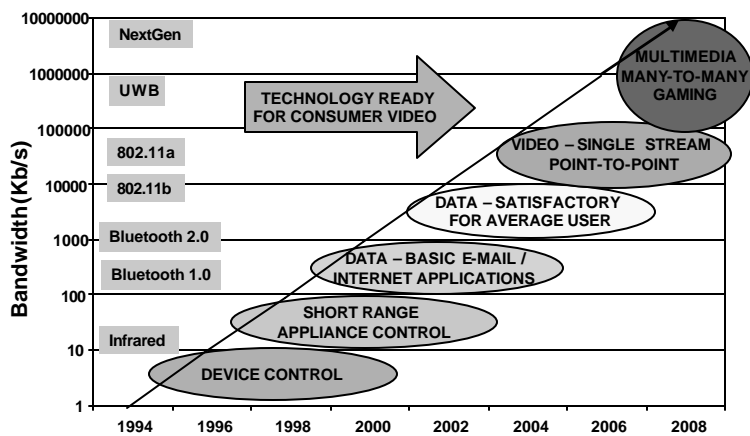 Bandwidth (Kb/s)
10000000
1000000
100000
10000
1000
100
10
1
NextGen
UWB
802.11a
802.11b
Bluetooth 2.0
Bluetooth 1.0
Infrared
TECHNOLOGY READY
FOR CONSUMER VIDEO
MULTIMEDIA
MANY-TO-MANY
GAMING
VIDEO – SINGLE STREAM
POINT-TO-POINT
DATA – SATISFACTORY
FOR AVERAGE USER
DATA – BASIC E-MAIL /
INTERNET APPLICATIONS
SHORT RANGE
APPLIANCE CONTROL
DEVICE CONTROL
1994 1996 1998 2000 2002 2004 2006 2008